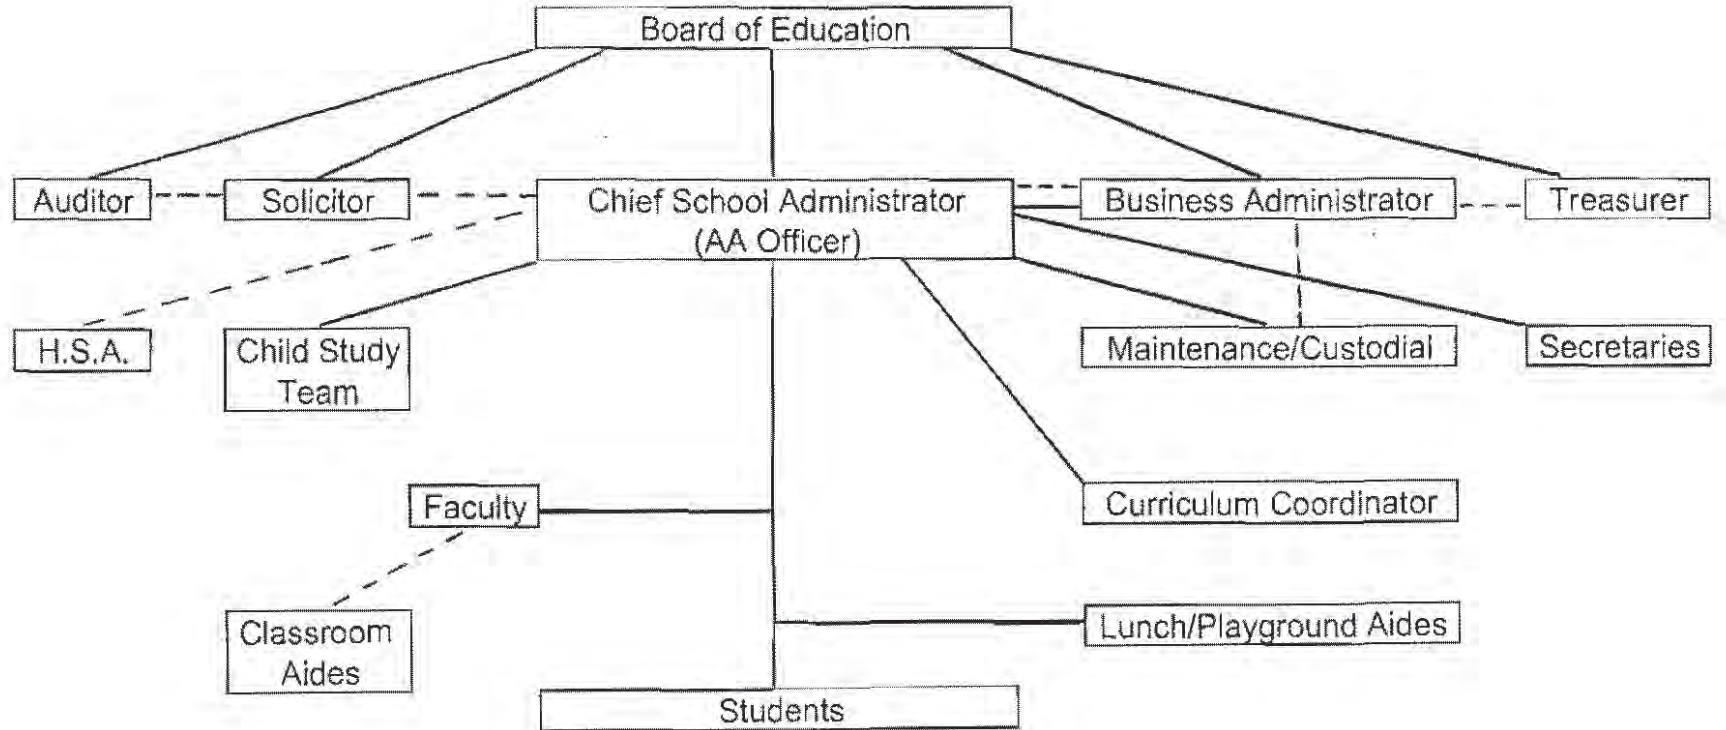 Board of Education
Auditor
Solicitor
Chief School Administrator
(AA Officer)
Business Administrator
Treasurer
H.S.A.
Child Study
Team
Maintenance/Custodial
Secretaries
Faculty
Curriculum Coordinator
Classroom
Aides
Lunch/Playground Aides
Students